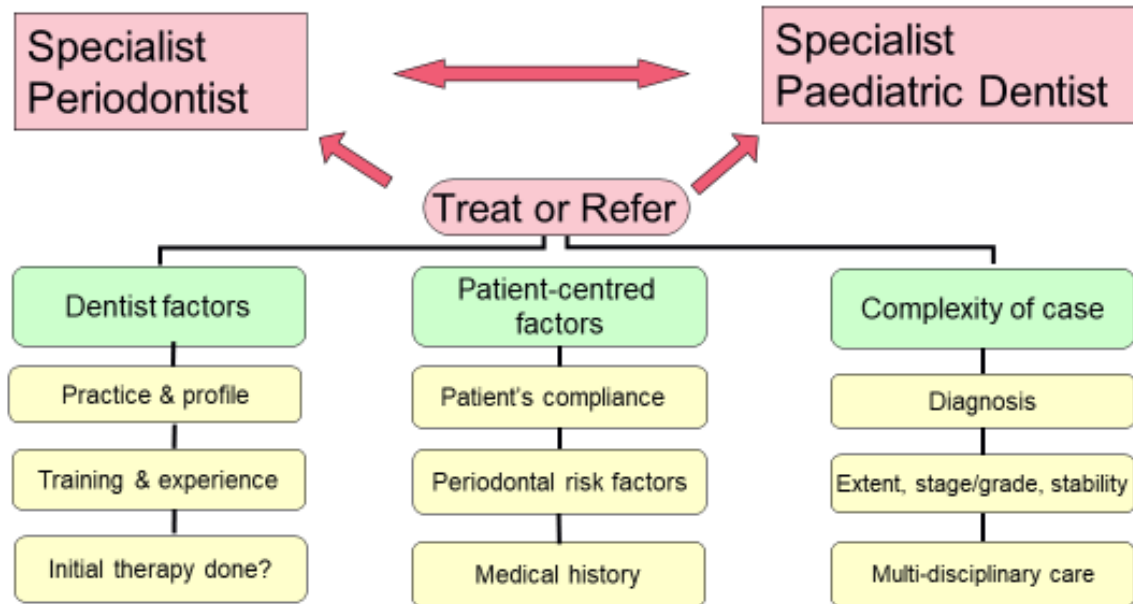 Specialist
Periodontist
Specialist
Paediatric Dentist
Treat or Refer
Dentist factors
Patient-centred
factors
Complexity of case
Practice & profile
Patient's compliance
Diagnosis
Training & experience
Periodontal risk factors
Extent, stage/grade, stability
Initial therapy done?
Medical history
Multi-disciplinary care